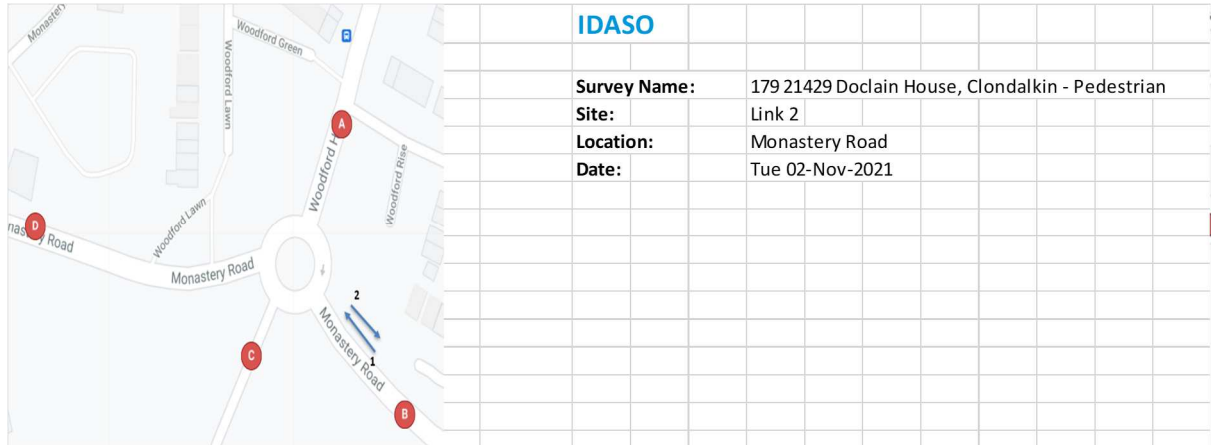 Monastery
Woodford Green
Woodford Lawn
A
Woodford H
Woodford Rise
Woodford Lawn
D
nas y Road
Monastery Road
2
Monastery Road
1
C
B
IDASO
Survey Name: 179 21429 Doclain House, Clondalkin - Pedestrian
Site: Link 2
Location: Monastery Road
Date: Tue 02-Nov-2021